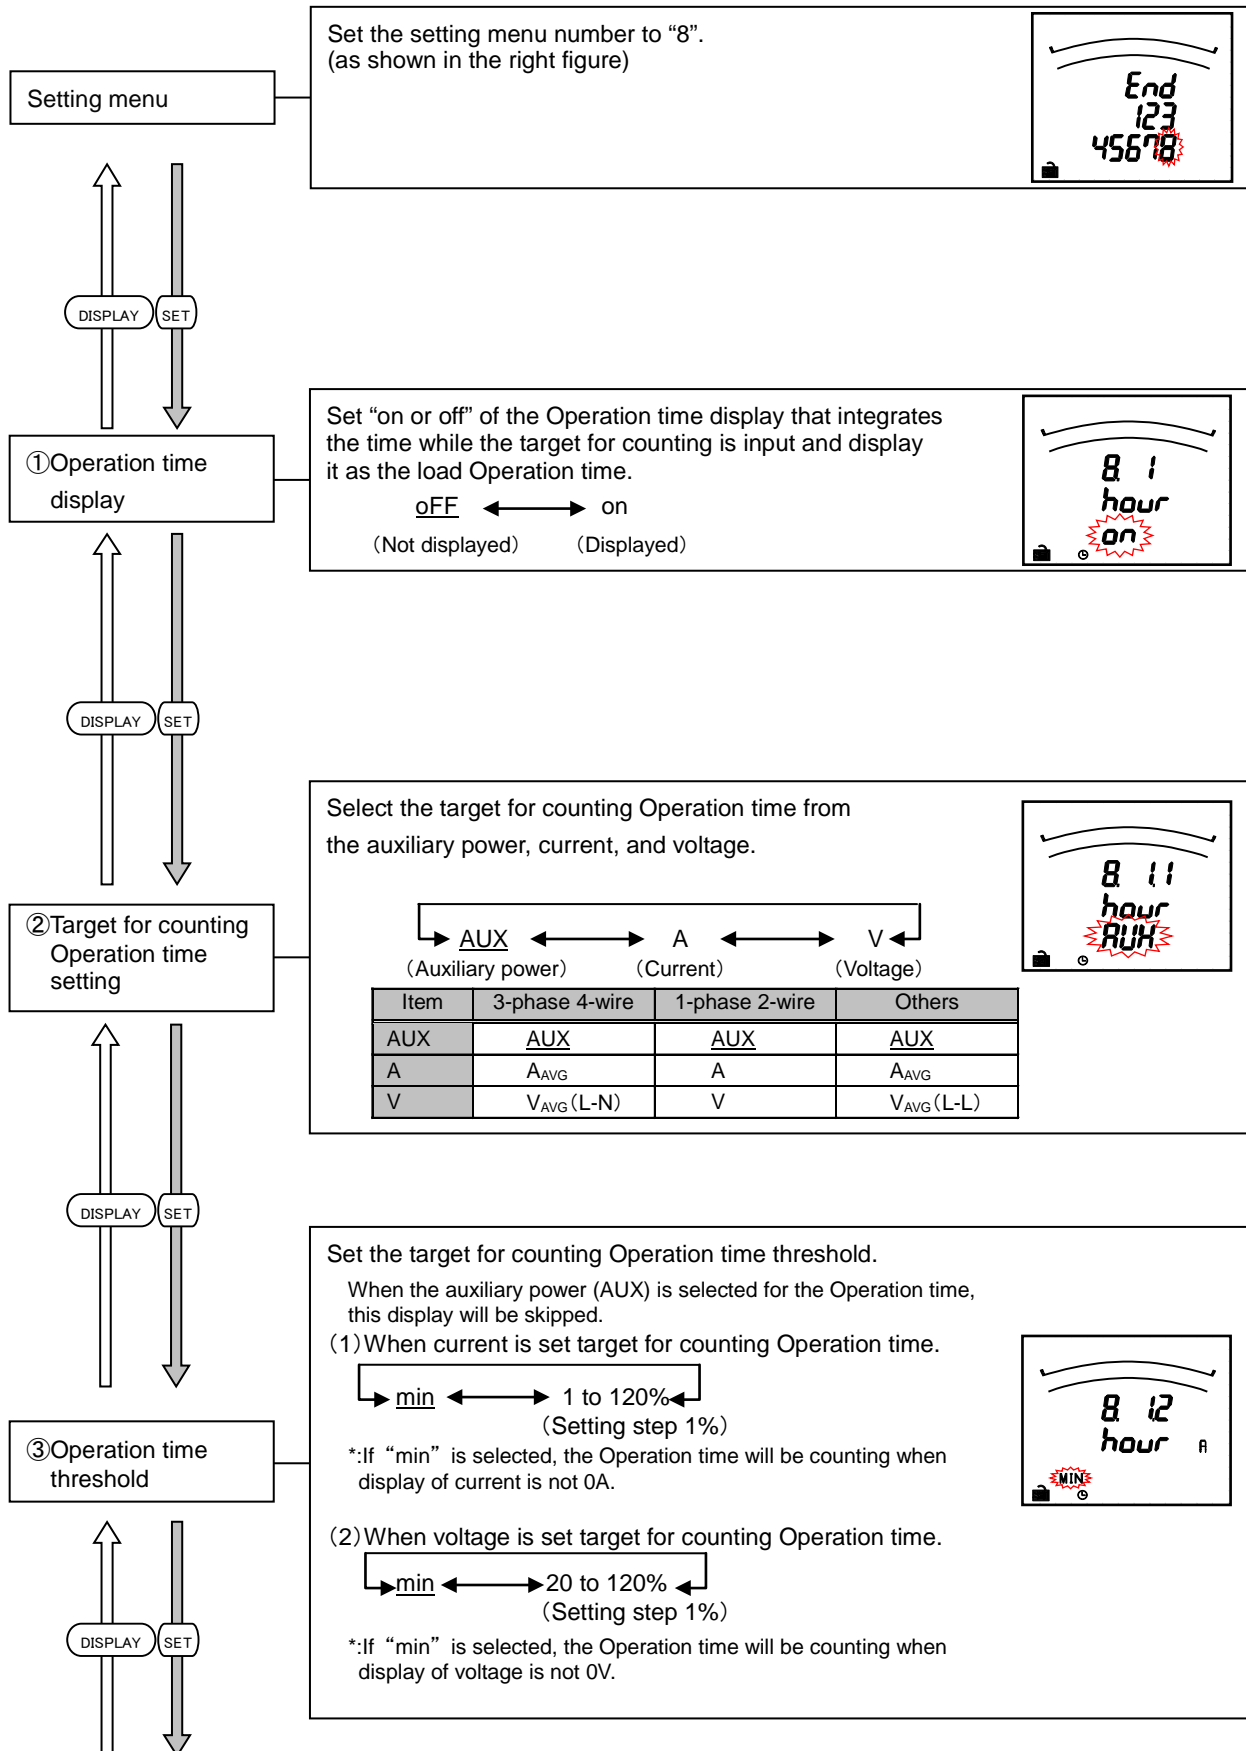 Set the setting menu number to “8”.
(as shown in the right figure)
End
123
45678
Setting menu
DISPLAY SET
Set “on or off” of the Operation time display that integrates
the time while the target for counting is input and display
it as the load Operation time.
oFF on
(Not displayed) (Displayed)
8. 1
hour
on
①Operation time
display
DISPLAY SET
Select the target for counting Operation time from
the auxiliary power, current, and voltage.
AUX A V
(Auxiliary power) (Current) (Voltage)
Item 3-phase 4-wire 1-phase 2-wire Others
AUX AUX AUX AUX
A AAVG A AAVG
V VAVG(L-N) V VAVG(L-L)
8. 1.1
hour
AUX
②Target for counting
Operation time
setting
DISPLAY SET
Set the target for counting Operation time threshold.
When the auxiliary power (AUX) is selected for the Operation time,
this display will be skipped.
(1)When current is set target for counting Operation time.
min 1 to 120%
(Setting step 1%)
*:If “min” is selected, the Operation time will be counting when
display of current is not 0A.
(2)When voltage is set target for counting Operation time.
min 20 to 120%
(Setting step 1%)
*:If “min” is selected, the Operation time will be counting when
display of voltage is not 0V.
8. 1.2
hour A
MIN
③Operation time
threshold
DISPLAY SET